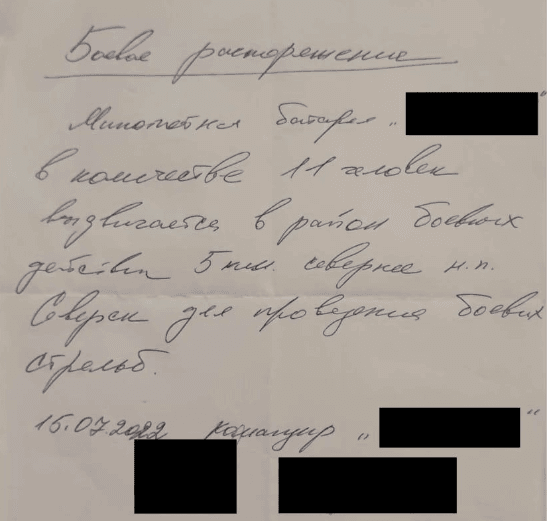 Боевое распоряжение
Минометная батарея „ “
в количестве 11 человек
выдвигается в район боевых
действий 5 км. севернее н.п.
Северск для проведения боевых
стрельб.
15.07.2022 командир „ “